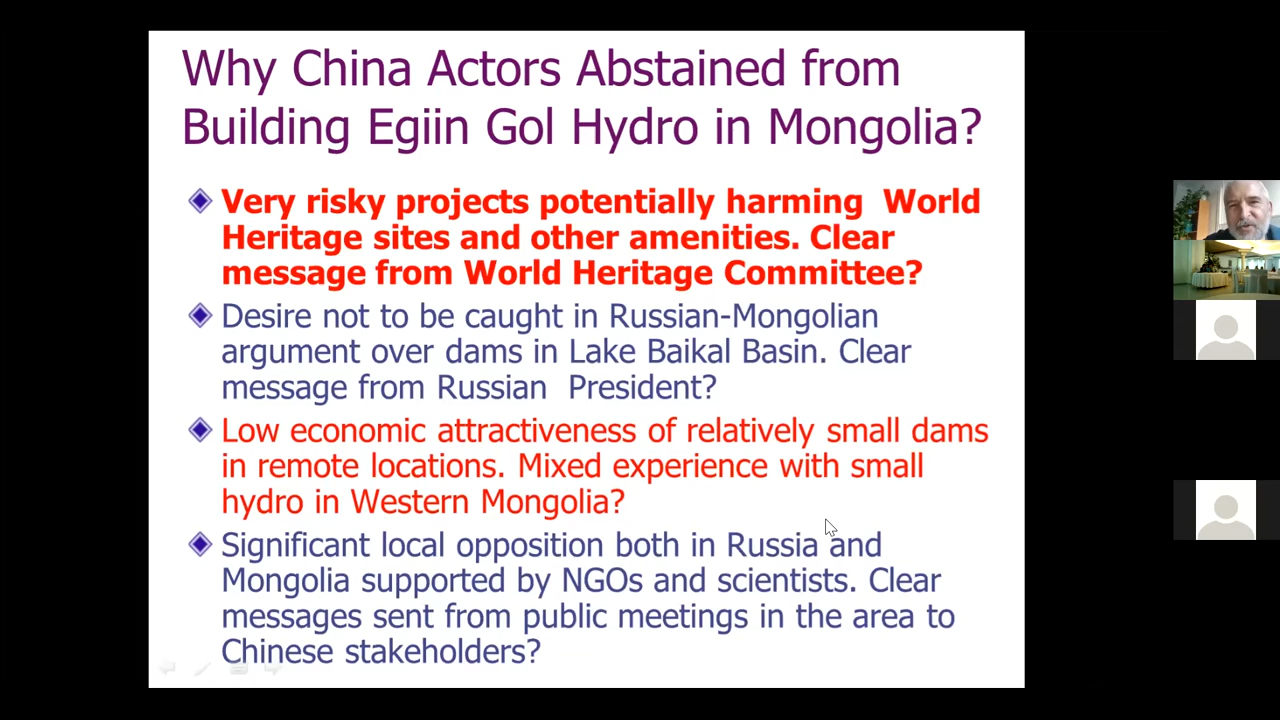 Why China Actors Abstained from
Building Egiin Gol Hydro in Mongolia?
Very risky projects potentially harming World
Heritage sites and other amenities. Clear
message from World Heritage Committee?
Desire not to be caught in Russian-Mongolian
argument over dams in Lake Baikal Basin. Clear
message from Russian President?
Low economic attractiveness of relatively small dams
in remote locations. Mixed experience with small
hydro in Western Mongolia?
Significant local opposition both in Russia and
Mongolia supported by NGOs and scientists. Clear
messages sent from public meetings in the area to
Chinese stakeholders?